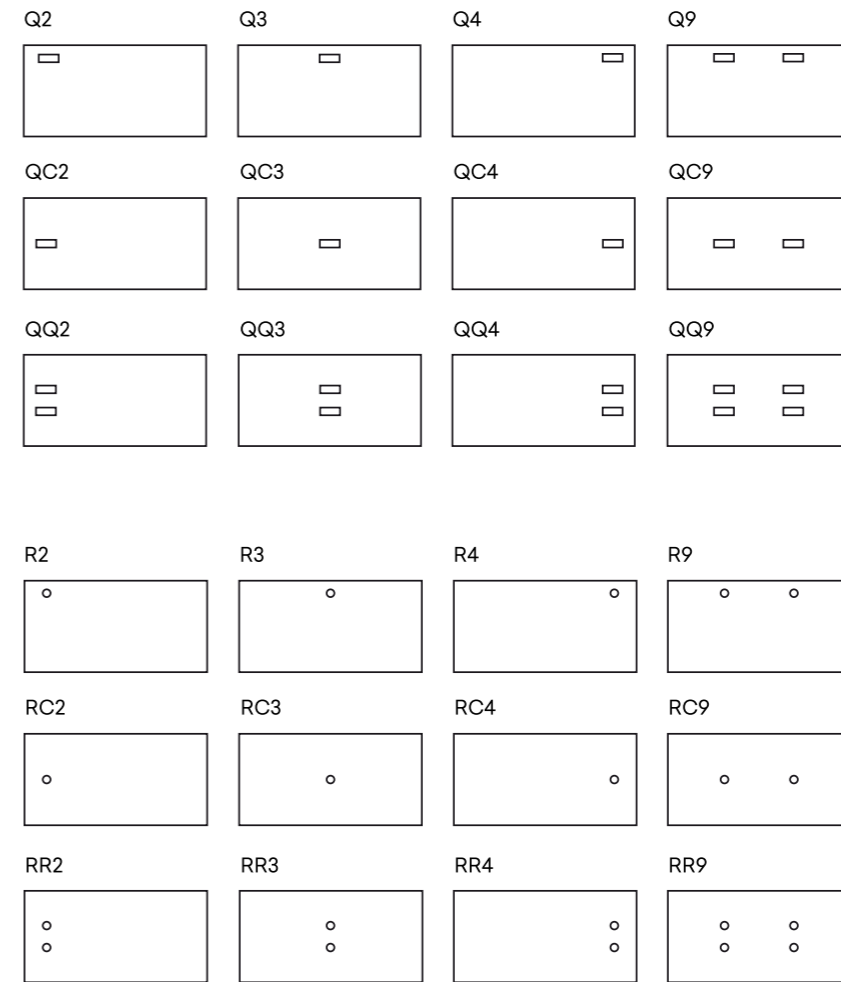 Q2 Q3 Q4 Q9
QC2 QC3 QC4 QC9
QQ2 QQ3 QQ4 QQ9
R2 R3 R4 R9
RC2 RC3 RC4 RC9
RR2 RR3 RR4 RR9